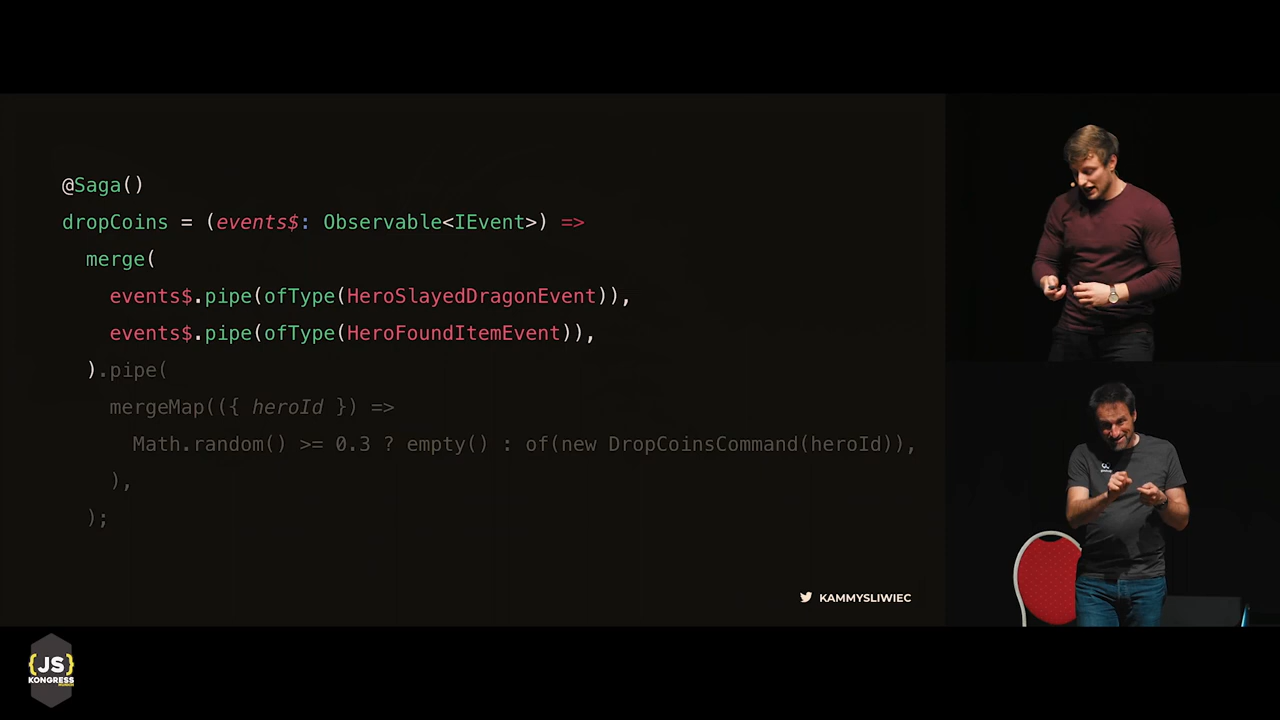 @Saga()
dropCoins = (events$: Observable<IEvent>) =>
merge(
events$.pipe(ofType(HeroSlayedDragonEvent)),
events$.pipe(ofType(HeroFoundItemEvent)),
).pipe(
mergeMap(({ heroId }) =>
Math.random() >= 0.3 ? empty() : of(new DropCoinsCommand(heroId)),
),
);
KAMMYSLIWIEC
{JS}
KONGRESS